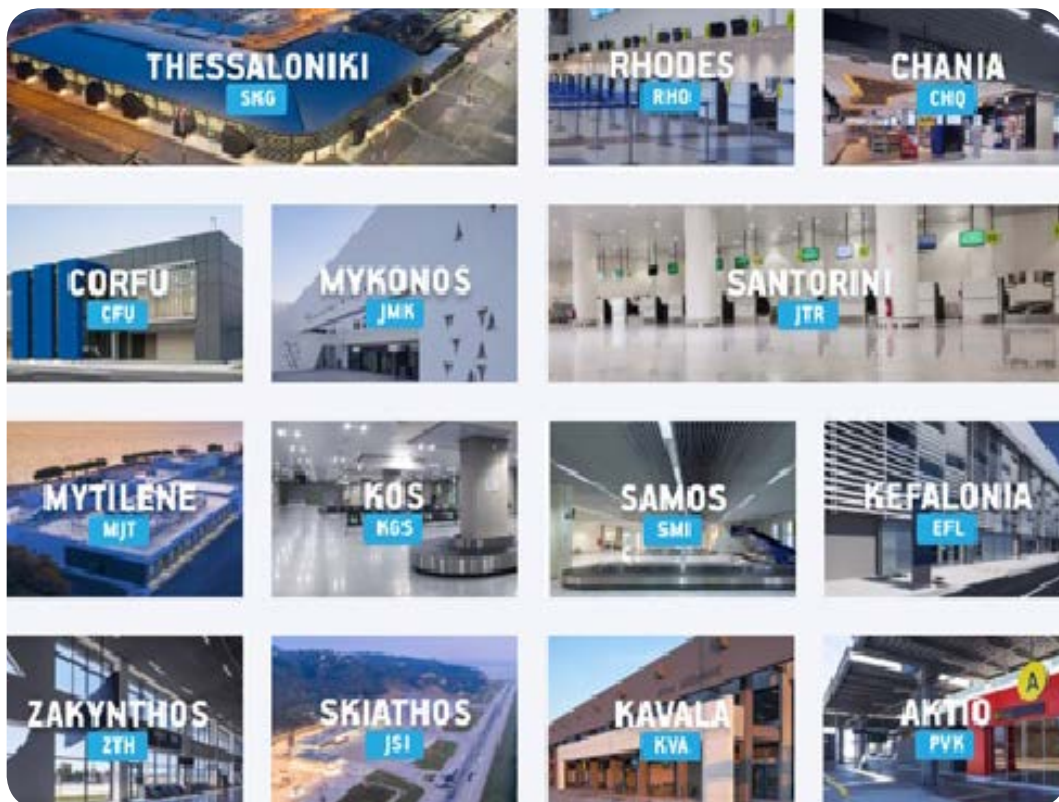 THESSALONIKI
SKG
RHODES
RHO
CHANIA
CHQ
CORFU
CFU
MYKONOS
JMK
SANTORINI
JTR
MYTILENE
MJT
KOS
KGS
SAMOS
SMI
KEFALONIA
EFL
ZAKYNTHOS
ZTH
SKIATHOS
JSI
KAVALA
KVA
AKTIO
PVK
A